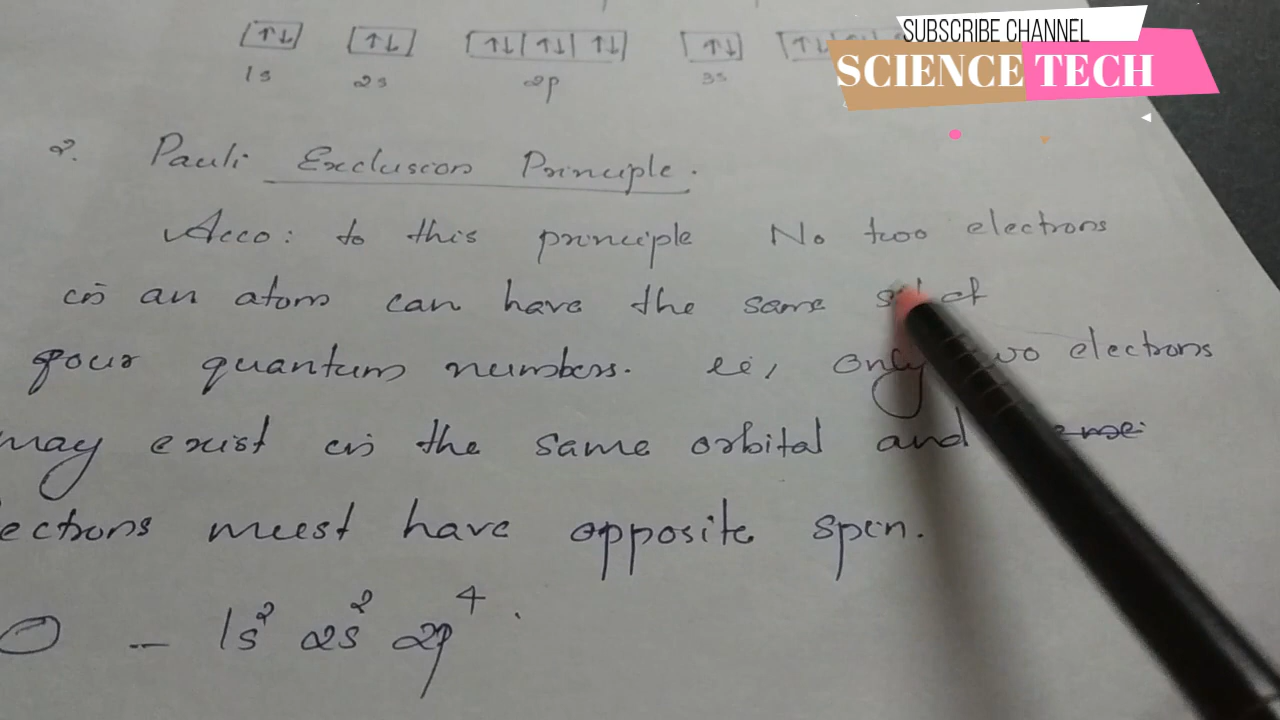 SUBSCRIBE CHANNEL
SCIENCE TECH
↑↓ ↑↓ ↑↓ ↑↓ ↑↓ ↑↓
1s 2s 2p 3s
2. Pauli Exclusion Principle.
Acco: to this principle No two electrons
in an atom can have the same set of
four quantum numbers. ie, only two electrons
may exist in the same orbital and
ectrons must have opposite spin.
O - 1s² 2s² 2p⁴.